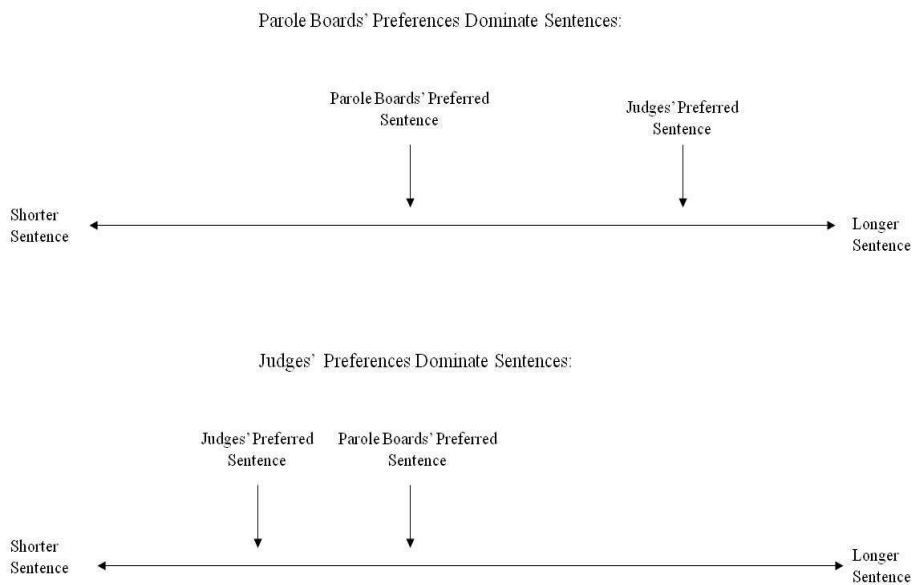 Parole Boards' Preferences Dominate Sentences:
Parole Boards' Preferred
Sentence
Judges' Preferred
Sentence
Shorter
Sentence
Longer
Sentence
Judges' Preferences Dominate Sentences:
Judges' Preferred
Sentence
Parole Boards' Preferred
Sentence
Shorter
Sentence
Longer
Sentence